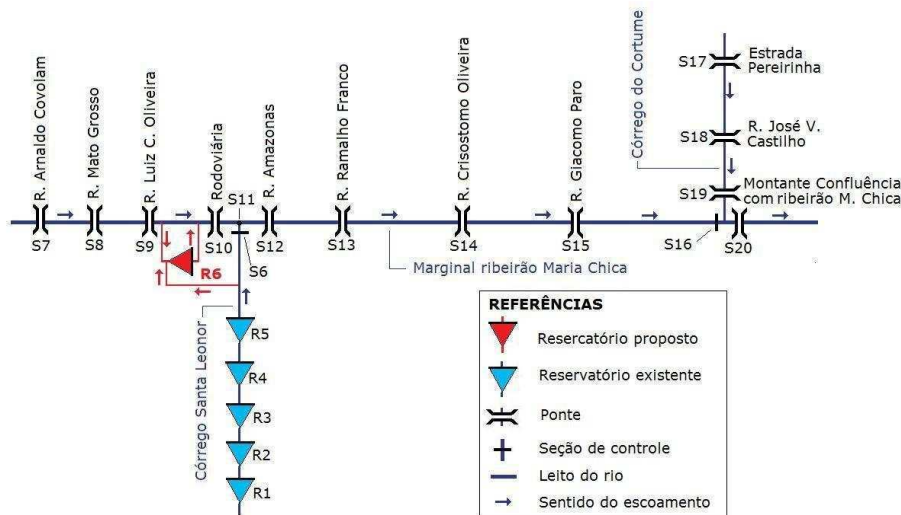 R. Arnaldo Covolam
R. Mato Grosso
R. Luiz C. Oliveira
Rodoviária
S11
R. Amazonas
R. Ramalho Franco
R. Crisostomo Oliveira
R. Giacomo Paro
Córrego do Cortume
S17
Estrada
Pereirinha
S18
R. José V.
Castilho
S19
Montante Confluência
com ribeirão M. Chica
S7
S8
S9
S10
S12
S13
S14
S15
S16
S20
S6
R6
Marginal ribeirão Maria Chica
Córrego Santa Leonor
R5
R4
R3
R2
R1
REFERÊNCIAS
Resercatório proposto
Reservatório existente
Ponte
Seção de controle
Leito do rio
Sentido do escoamento